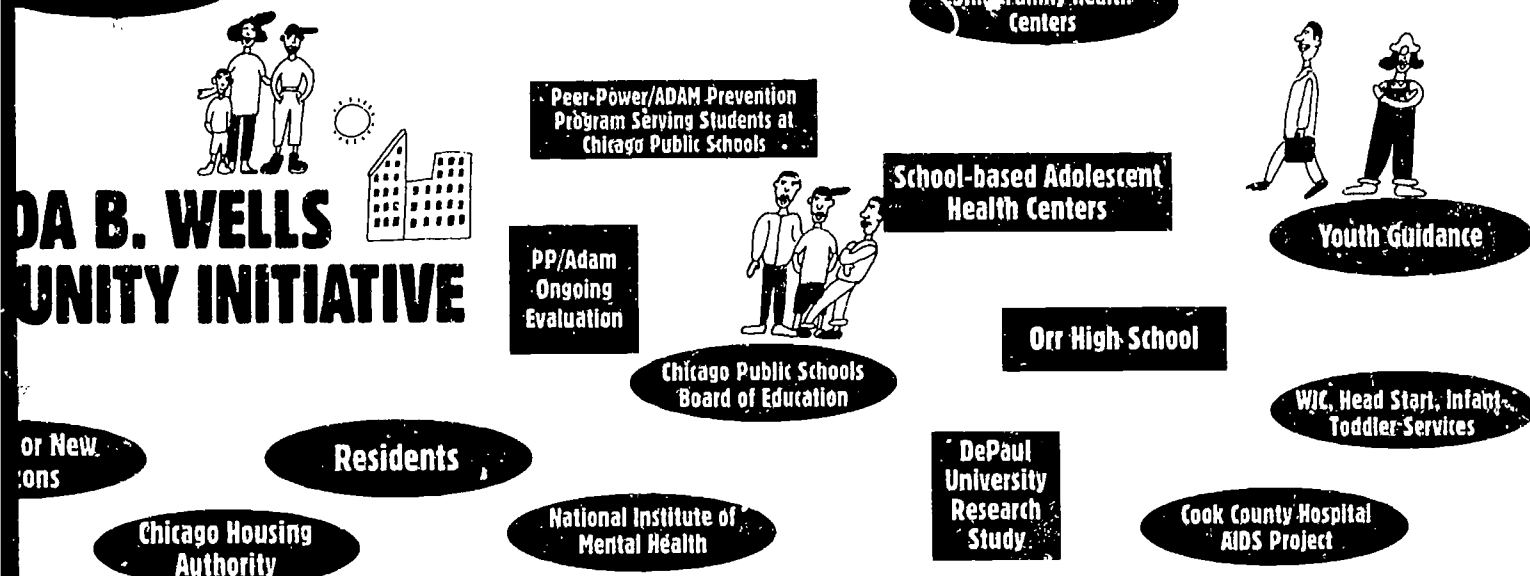 Centers
Peer-Power/ADAM Prevention
Program Serving Students at
Chicago Public Schools
School-based Adolescent
Health Centers
DA B. WELLS
UNITY INITIATIVE
PP/Adam
Ongoing
Evaluation
Youth Guidance
Orr High School
Chicago Public Schools
Board of Education
WIC, Head Start, Infant-
Toddler Services
or New
Residents
DePaul
University
Research
Study
National Institute of
Mental Health
Cook County Hospital
AIDS Project
Chicago Housing
Authority